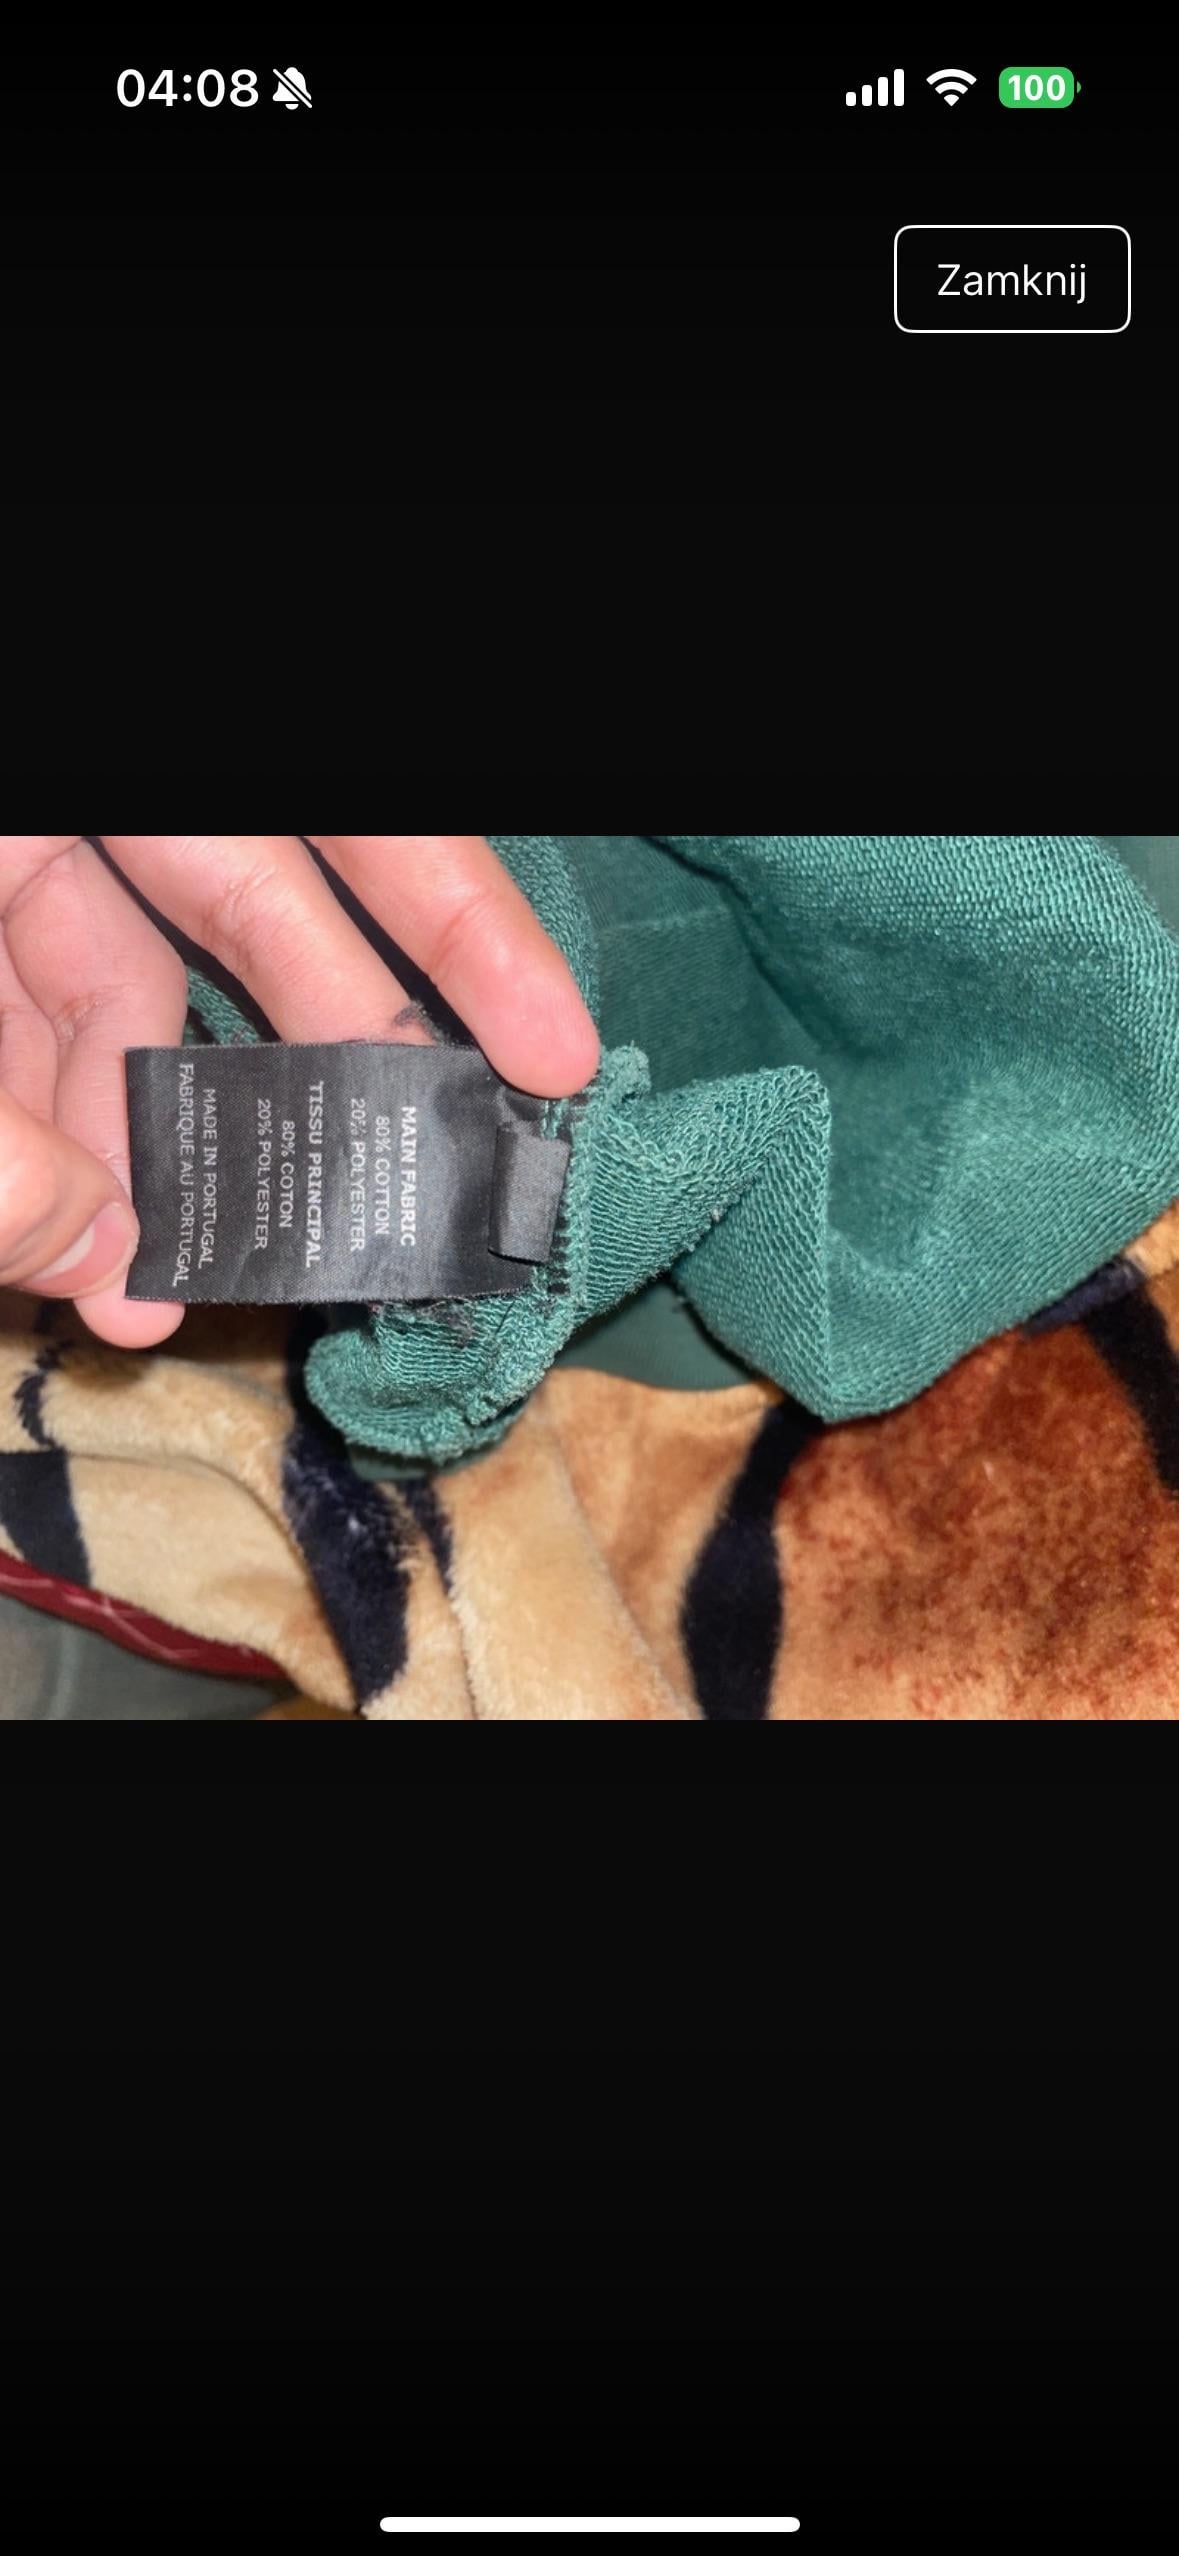 04:08
100
Zamknij
MAIN FABRIC
80% COTTON
20% POLYESTER
TISSU PRINCIPAL
80% COTON
20% POLYESTER
MADE IN PORTUGAL
FABRIQUE AU PORTUGAL